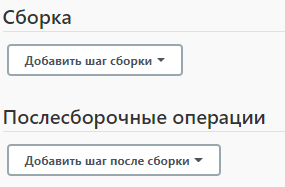 Сборка
Добавить шаг сборки
Послесборочные операции
Добавить шаг после сборки